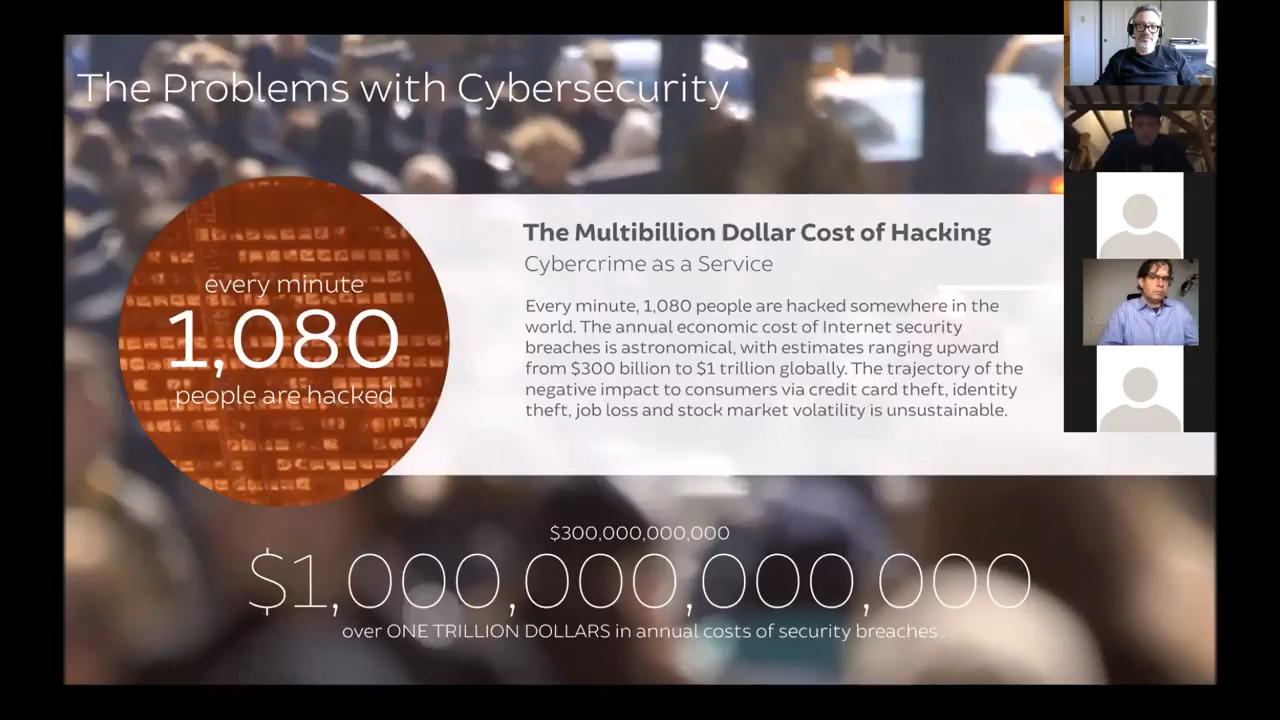 The Problems with Cybersecurity
every minute
1,080
people are hacked
The Multibillion Dollar Cost of Hacking
Cybercrime as a Service
Every minute, 1,080 people are hacked somewhere in the
world. The annual economic cost of Internet security
breaches is astronomical, with estimates ranging upward
from $300 billion to $1 trillion globally. The trajectory of the
negative impact to consumers via credit card theft, identity
theft, job loss and stock market volatility is unsustainable.
$300,000,000,000
$1,000,000,000,000
over ONE TRILLION DOLLARS in annual costs of security breaches